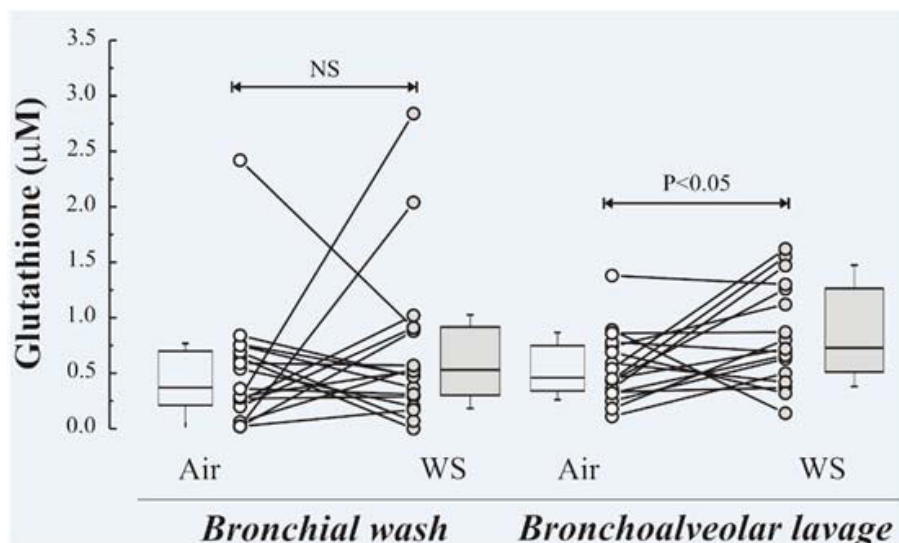 3.5
3.0
2.5
2.0
1.5
1.0
0.5
0.0
Glutathione (µM)
NS
P<0.05
Air WS Air WS
Bronchial wash Bronchoalveolar lavage